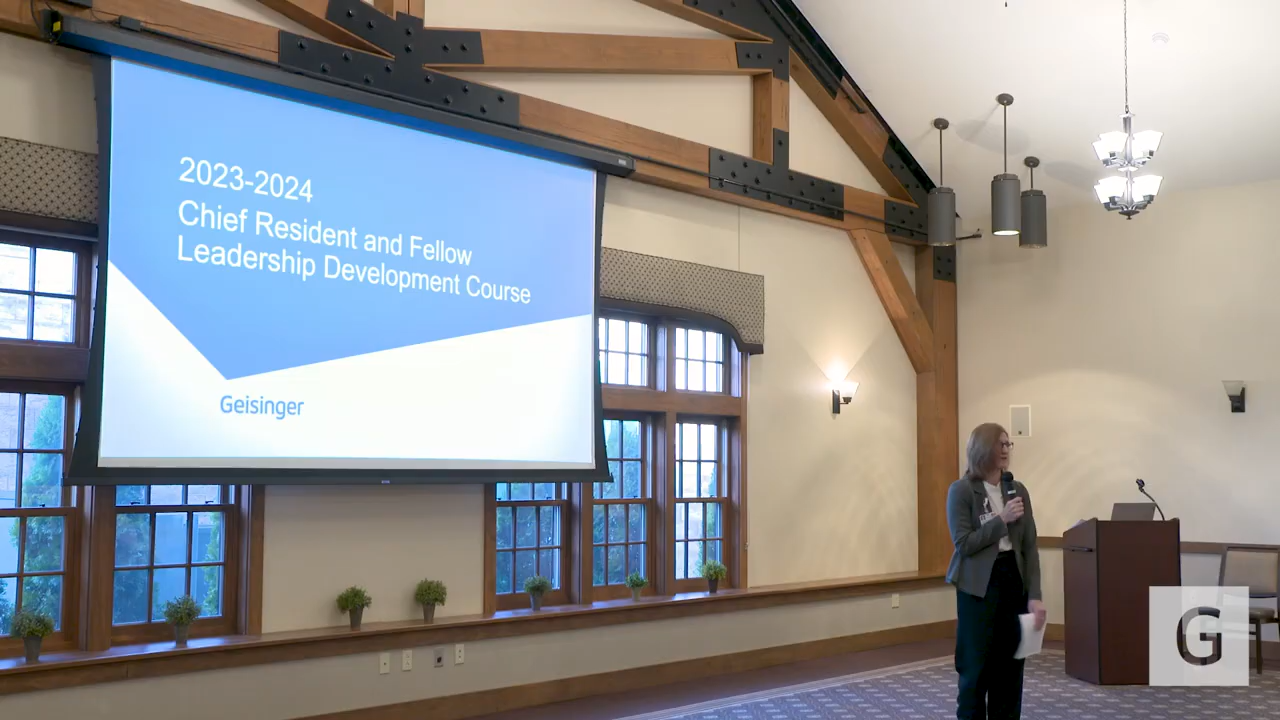 2023-2024
Chief Resident and Fellow
Leadership Development Course
Geisinger
G